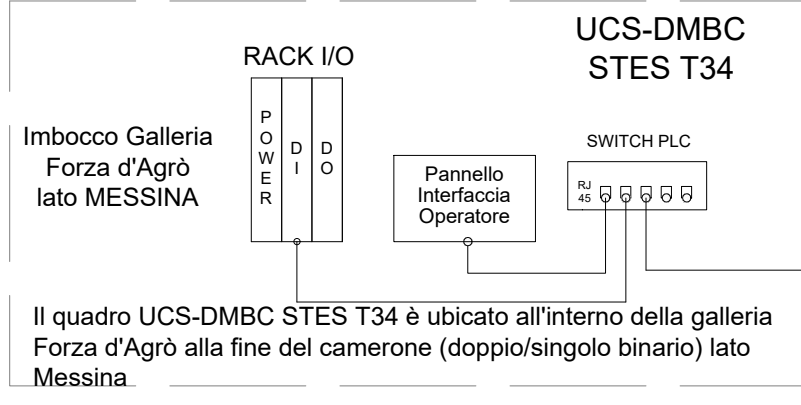 UCS-DMBC
STES T34
RACK I/O
POWER
DI
DO
Imbocco Galleria
Forza d'Agrò
lato MESSINA
Pannello
Interfaccia
Operatore
SWITCH PLC
RJ
45
Il quadro UCS-DMBC STES T34 è ubicato all'interno della galleria
Forza d'Agrò alla fine del camerone (doppio/singolo binario) lato
Messina